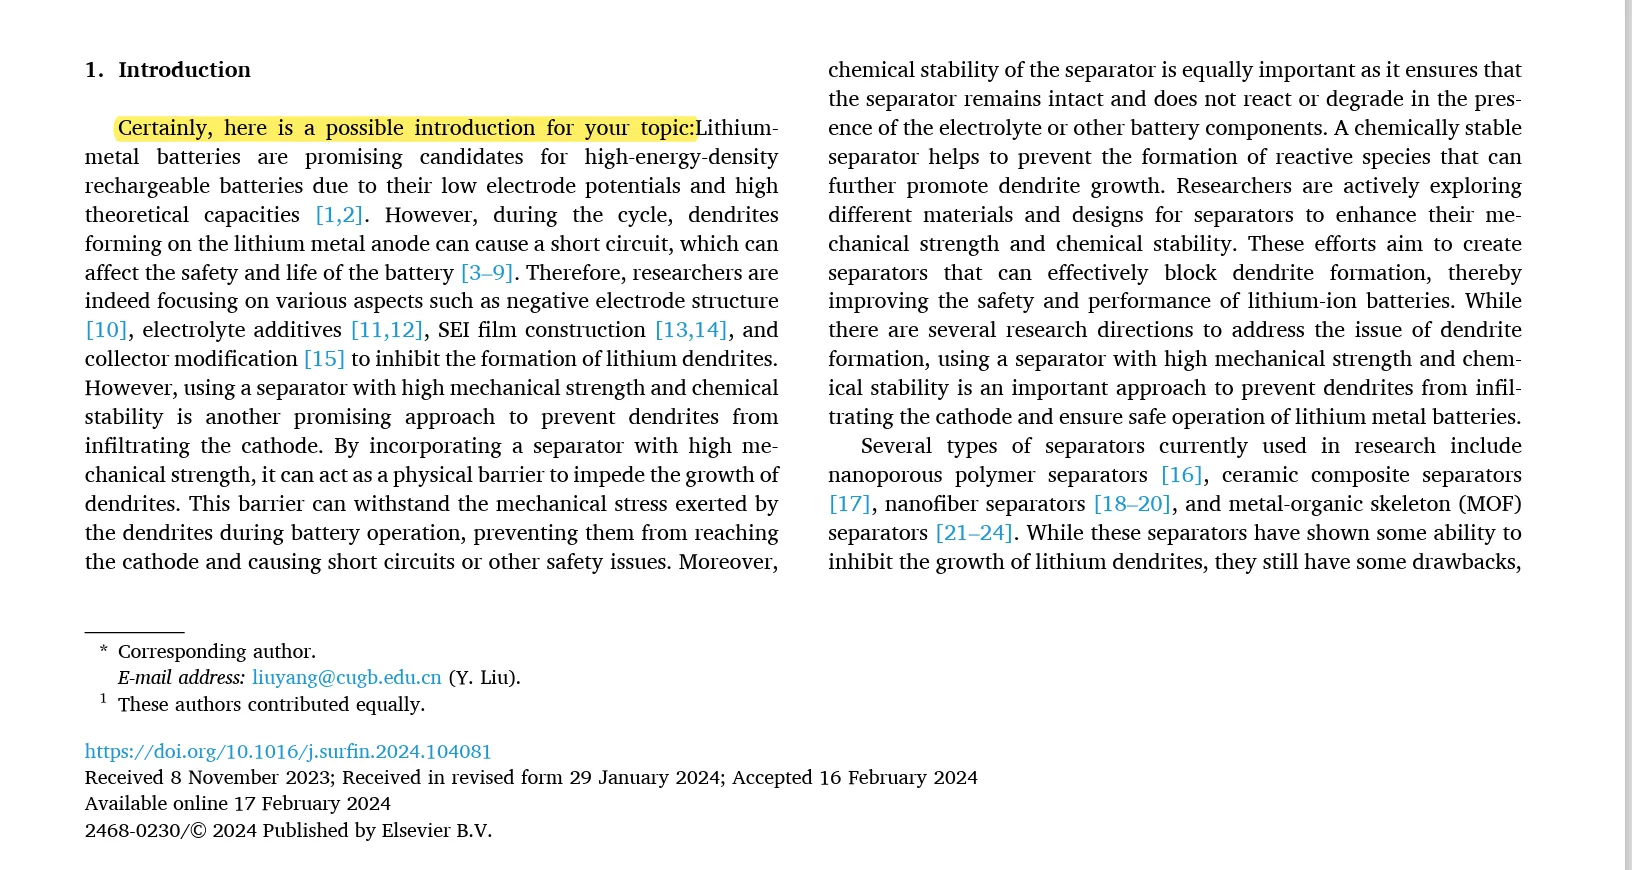 1. Introduction
Certainly, here is a possible introduction for your topic:Lithium-
metal batteries are promising candidates for high-energy-density
rechargeable batteries due to their low electrode potentials and high
theoretical capacities [1,2]. However, during the cycle, dendrites
forming on the lithium metal anode can cause a short circuit, which can
affect the safety and life of the battery [3–9]. Therefore, researchers are
indeed focusing on various aspects such as negative electrode structure
[10], electrolyte additives [11,12], SEI film construction [13,14], and
collector modification [15] to inhibit the formation of lithium dendrites.
However, using a separator with high mechanical strength and chemical
stability is another promising approach to prevent dendrites from
infiltrating the cathode. By incorporating a separator with high me-
chanical strength, it can act as a physical barrier to impede the growth of
dendrites. This barrier can withstand the mechanical stress exerted by
the dendrites during battery operation, preventing them from reaching
the cathode and causing short circuits or other safety issues. Moreover,
chemical stability of the separator is equally important as it ensures that
the separator remains intact and does not react or degrade in the pres-
ence of the electrolyte or other battery components. A chemically stable
separator helps to prevent the formation of reactive species that can
further promote dendrite growth. Researchers are actively exploring
different materials and designs for separators to enhance their me-
chanical strength and chemical stability. These efforts aim to create
separators that can effectively block dendrite formation, thereby
improving the safety and performance of lithium-ion batteries. While
there are several research directions to address the issue of dendrite
formation, using a separator with high mechanical strength and chem-
ical stability is an important approach to prevent dendrites from infil-
trating the cathode and ensure safe operation of lithium metal batteries.
Several types of separators currently used in research include
nanoporous polymer separators [16], ceramic composite separators
[17], nanofiber separators [18–20], and metal-organic skeleton (MOF)
separators [21–24]. While these separators have shown some ability to
inhibit the growth of lithium dendrites, they still have some drawbacks,
* Corresponding author.
E-mail address: liuyang@cugb.edu.cn (Y. Liu).
1 These authors contributed equally.
https://doi.org/10.1016/j.surfin.2024.104081
Received 8 November 2023; Received in revised form 29 January 2024; Accepted 16 February 2024
Available online 17 February 2024
2468-0230/© 2024 Published by Elsevier B.V.